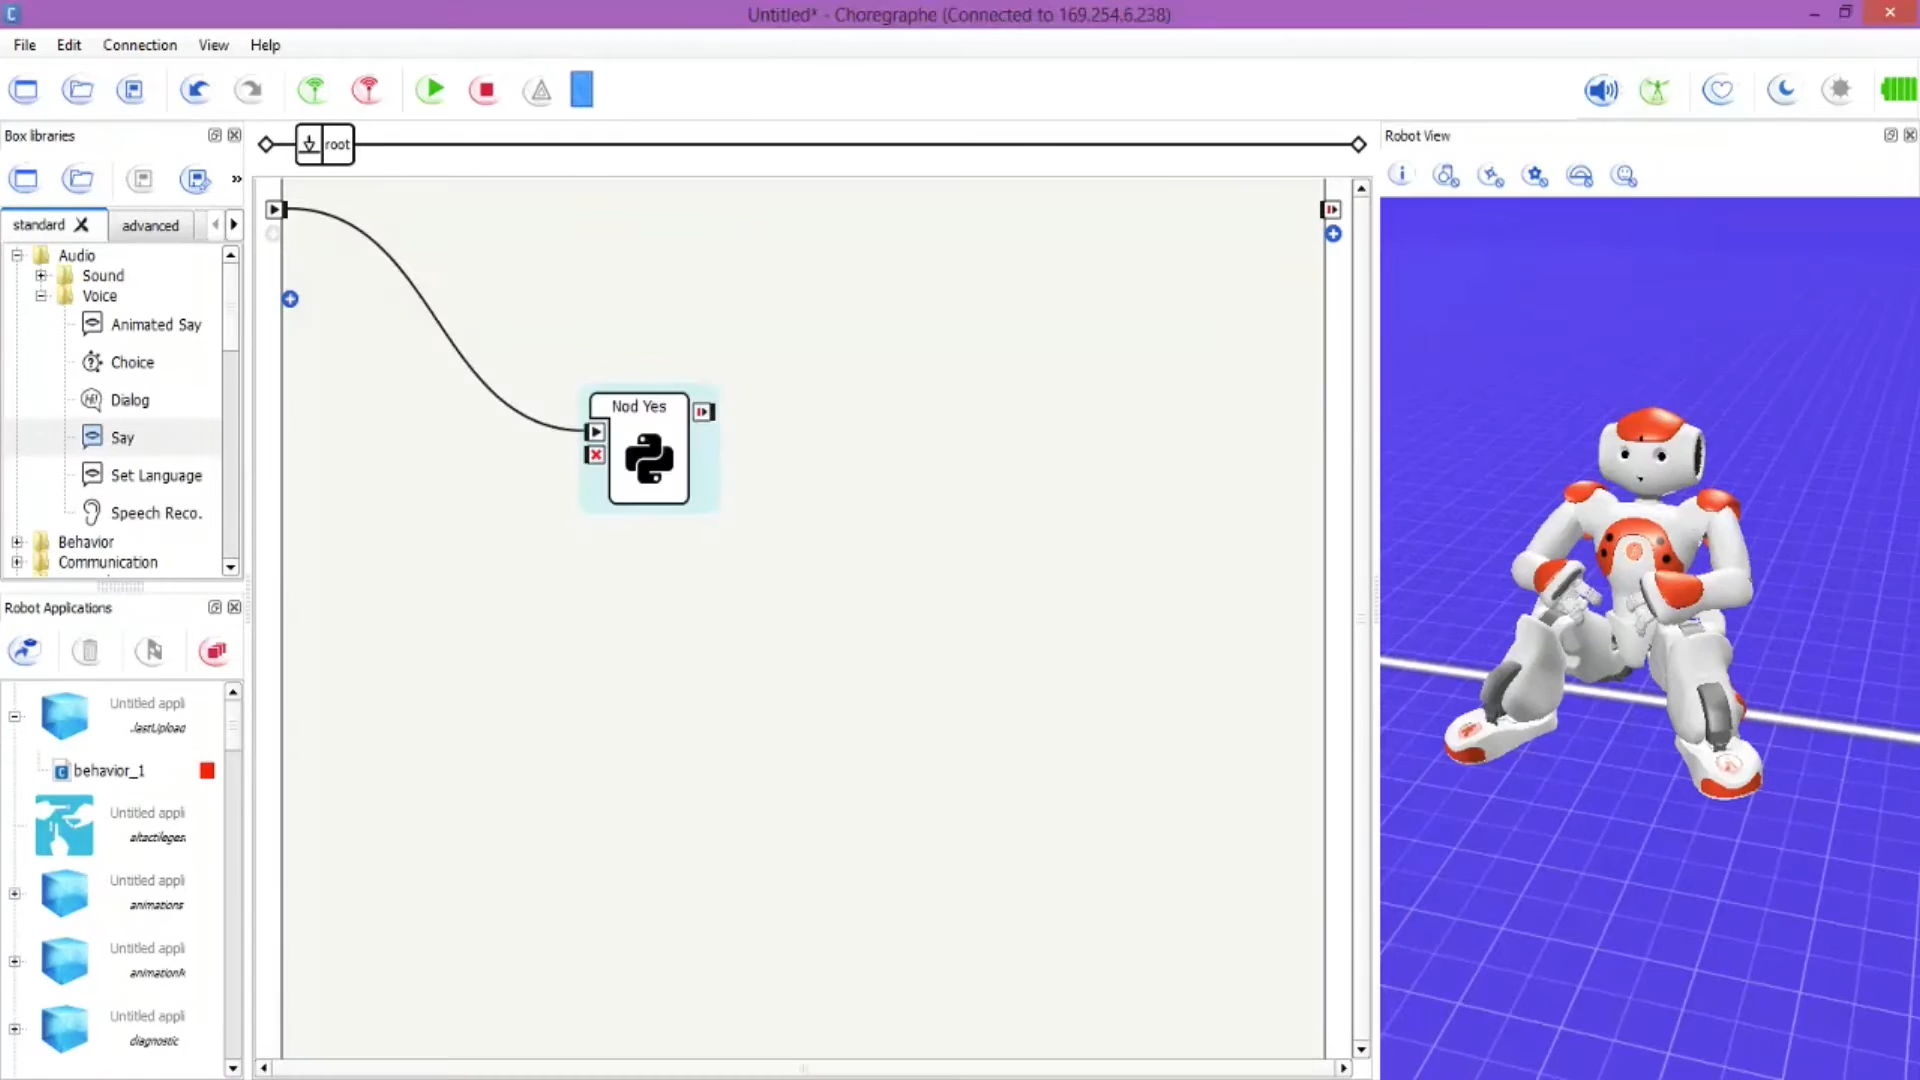 Untitled* - Choregraphe (Connected to 169.254.6.238)
File Edit Connection View Help
Box libraries
root
Robot View
standard
advanced
Audio
Sound
Voice
Animated Say
Choice
Dialog
Say
Set Language
Speech Reco.
Behavior
Communication
Nod Yes
Robot Applications
Untitled appli
.lastUpload
behavior_1
Untitled appli
altactileges
Untitled appli
animations
Untitled appli
animationA
Untitled appli
diagnostic